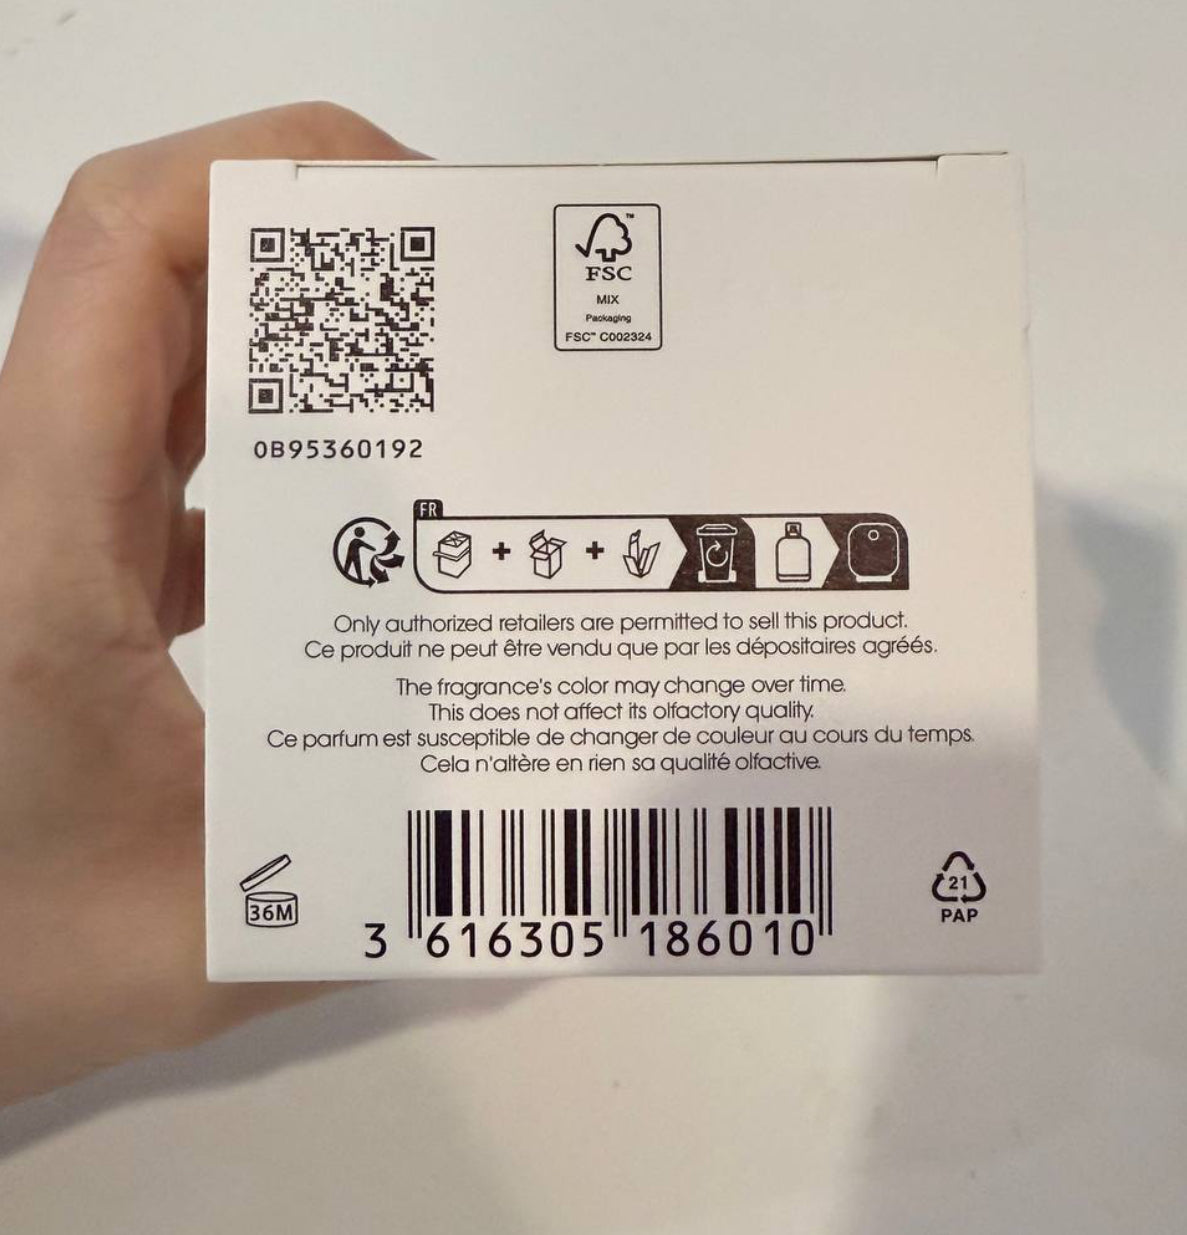 FSC™
MIX
Packaging
FSC™ C002324
0B95360192
FR
Only authorized retailers are permitted to sell this product.
Ce produit ne peut être vendu que par les dépositaires agréés.
The fragrance's color may change over time.
This does not affect its olfactory quality.
Ce parfum est susceptible de changer de couleur au cours du temps.
Cela n'altère en rien sa qualité olfactive.
36M
21
PAP
3 616305 186010